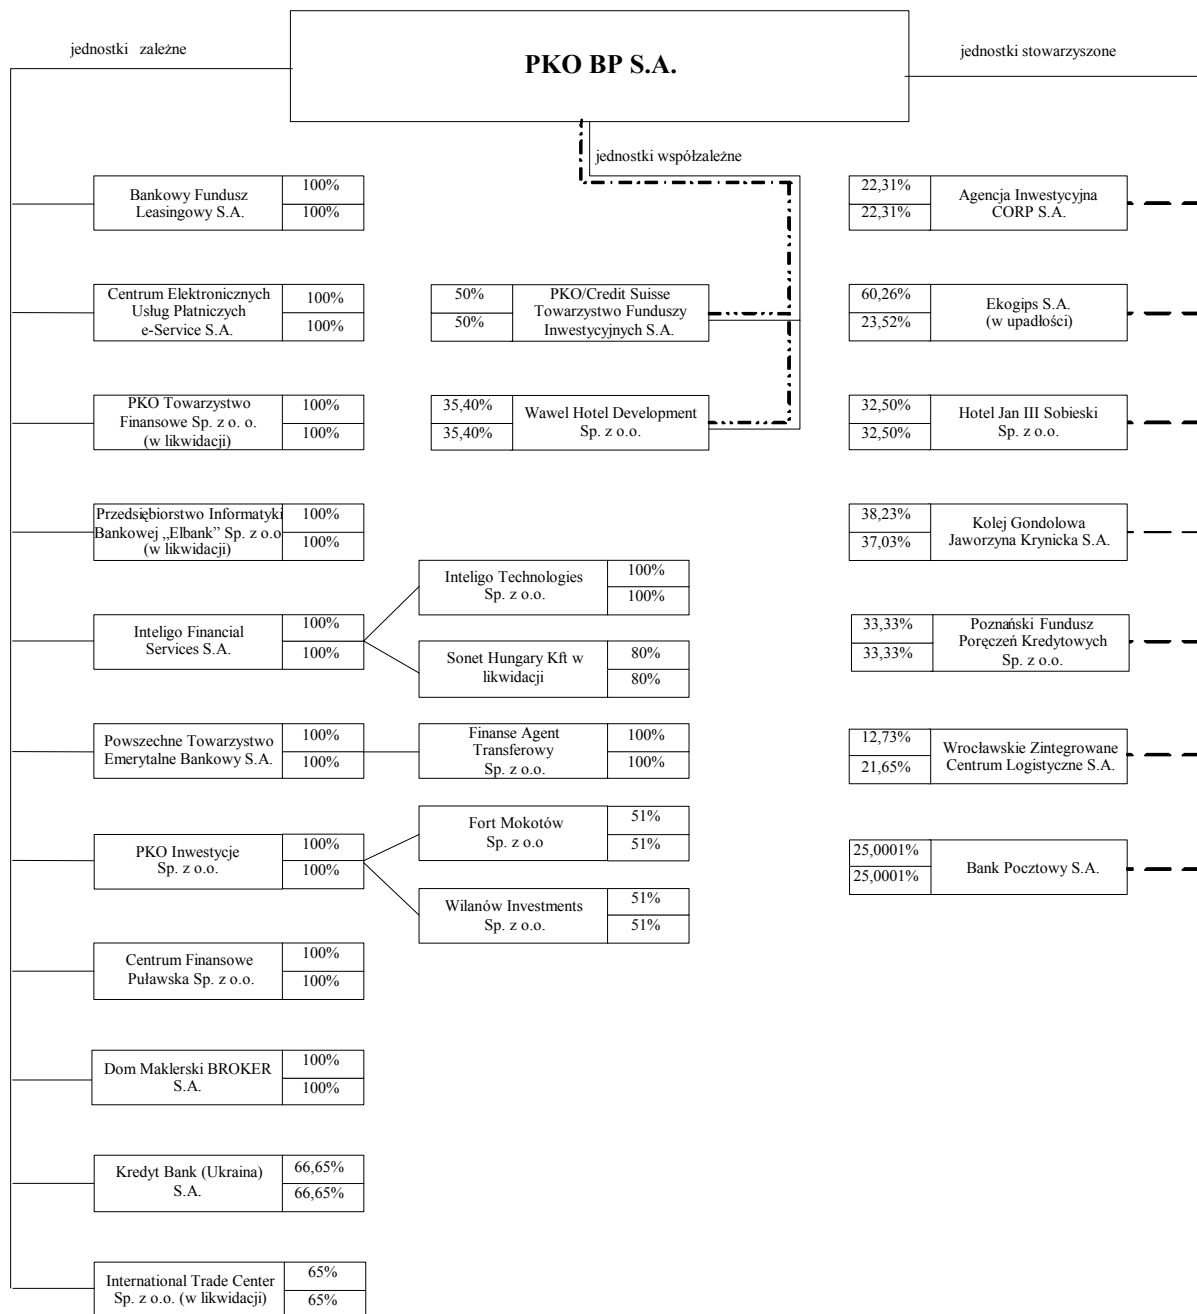 jednostki zależne
PKO BP S.A.
jednostki stowarzyszone
jednostki współzależne
Bankowy Fundusz
Leasingowy S.A.
100%
100%
Centrum Elektronicznych
Usług Płatniczych
e-Service S.A.
100%
100%
PKO Towarzystwo
Finansowe Sp. z o. o.
(w likwidacji)
100%
100%
Przedsiębiorstwo Informatyki
Bankowej „Elbank” Sp. z o.o
(w likwidacji)
100%
100%
Inteligo Financial
Services S.A.
100%
100%
Inteligo Technologies
Sp. z o.o.
100%
100%
Sonet Hungary Kft w
likwidacji
80%
80%
Powszechne Towarzystwo
Emerytalne Bankowy S.A.
100%
100%
Finanse Agent
Transferowy
Sp. z o.o.
100%
100%
PKO Inwestycje
Sp. z o.o.
100%
100%
Fort Mokotów
Sp. z o.o
51%
51%
Wilanów Investments
Sp. z o.o.
51%
51%
Centrum Finansowe
Puławska Sp. z o.o.
100%
100%
Dom Maklerski BROKER
S.A.
100%
100%
Kredyt Bank (Ukraina)
S.A.
66,65%
66,65%
International Trade Center
Sp. z o.o. (w likwidacji)
65%
65%
50%
50%
PKO/Credit Suisse
Towarzystwo Funduszy
Inwestycyjnych S.A.
35,40%
35,40%
Wawel Hotel Development
Sp. z o.o.
22,31%
22,31%
Agencja Inwestycyjna
CORP S.A.
60,26%
23,52%
Ekogips S.A.
(w upadłości)
32,50%
32,50%
Hotel Jan III Sobieski
Sp. z o.o.
38,23%
37,03%
Kolej Gondolowa
Jaworzyna Krynicka S.A.
33,33%
33,33%
Poznański Fundusz
Poręczeń Kredytowych
Sp. z o.o.
12,73%
21,65%
Wrocławskie Zintegrowane
Centrum Logistyczne S.A.
25,0001%
25,0001%
Bank Pocztowy S.A.